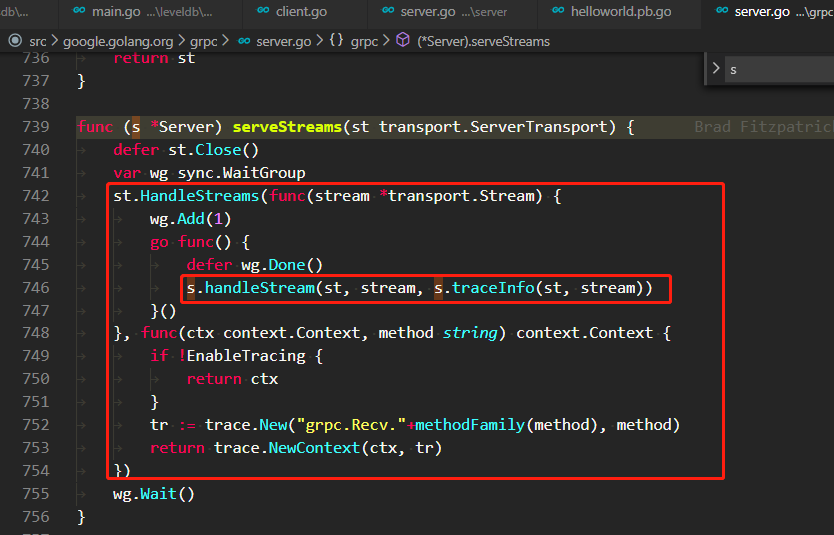 db\...
main.go ...\leveldb\...
client.go
server.go ...\server
helloworld.pb.go
server.go ...\grpc
src > google.golang.org > grpc > server.go > {} grpc > (*Server).serveStreams
s
736 return st
737 }
738
739 func (s *Server) serveStreams(st transport.ServerTransport) { Brad Fitzpatrick
740 defer st.Close()
741 var wg sync.WaitGroup
742 st.HandleStreams(func(stream *transport.Stream) {
743 wg.Add(1)
744 go func() {
745 defer wg.Done()
746 s.handleStream(st, stream, s.traceInfo(st, stream))
747 }()
748 }, func(ctx context.Context, method string) context.Context {
749 if !EnableTracing {
750 return ctx
751 }
752 tr := trace.New("grpc.Recv."+methodFamily(method), method)
753 return trace.NewContext(ctx, tr)
754 })
755 wg.Wait()
756 }